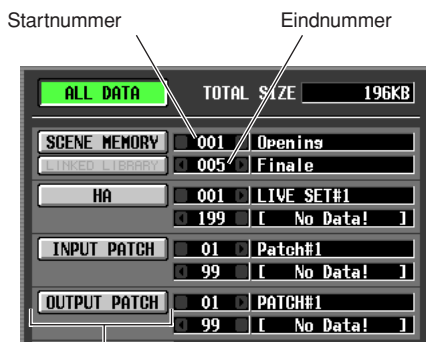 Startnummer Eindnummer
ALL DATA TOTAL SIZE 196KB
SCENE MEMORY 001 Opening
LINKED LIBRARY 005 Finale
HA 001 LIVE SET#1
199 [ No Data! ]
INPUT PATCH 01 Patch#1
99 [ No Data! ]
OUTPUT PATCH 01 PATCH#1
99 [ No Data! ]